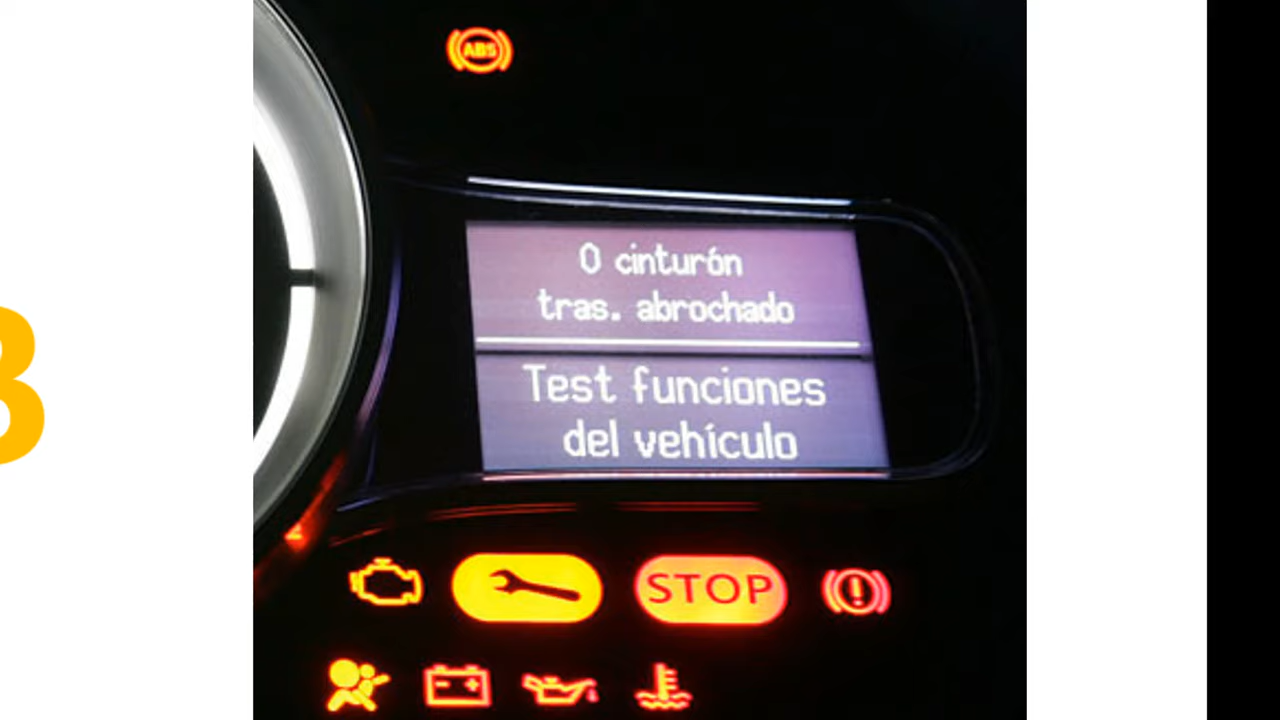 ABS
0 cinturón
tras. abrochado
Test funciones
del vehículo
STOP